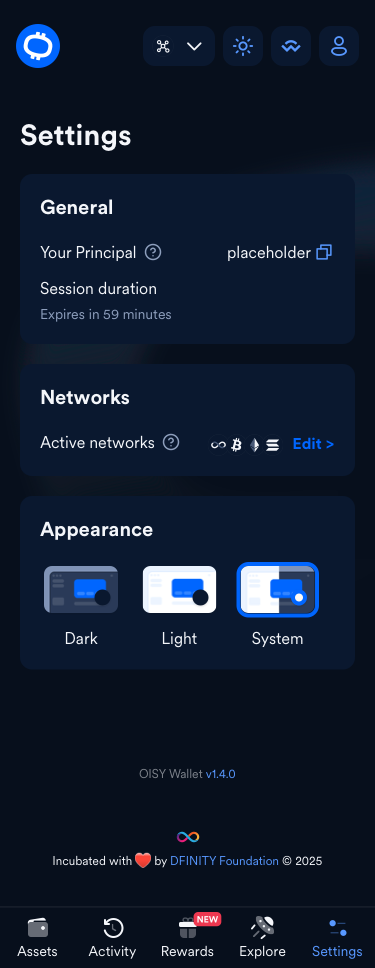 Settings
General
Your Principal placeholder
Session duration
Expires in 59 minutes
Networks
Active networks Edit >
Appearance
Dark Light System
OISY Wallet v1.4.0
Incubated with ❤️ by DFINITY Foundation © 2025
NEW
Assets Activity Rewards Explore Settings